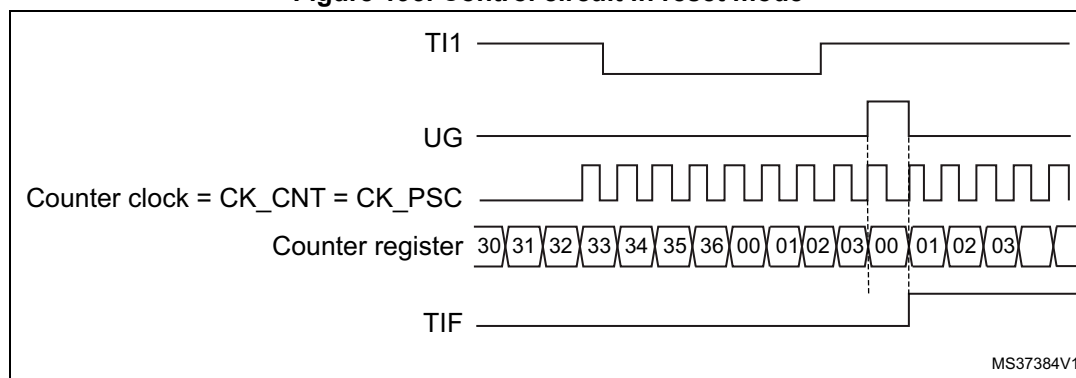 TI1
UG
Counter clock = CK_CNT = CK_PSC
Counter register 30 31 32 33 34 35 36 00 01 02 03 00 01 02 03
TIF
MS37384V1